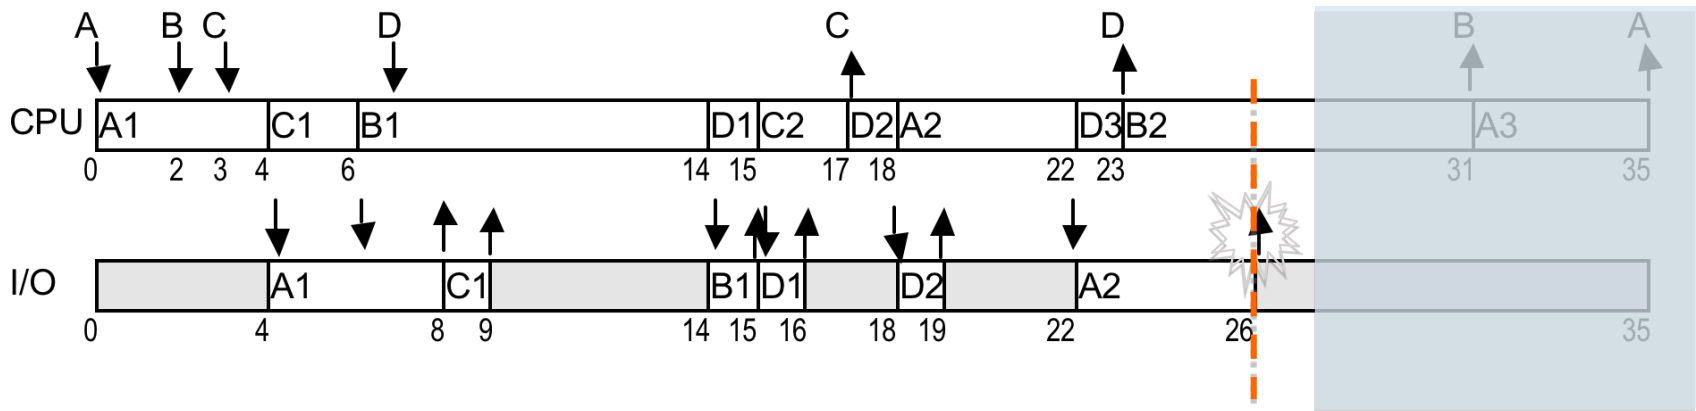 A B C D C D B A
CPU A1 C1 B1 D1 C2 D2 A2 D3 B2 A3
0 2 3 4 6 14 15 17 18 22 23 31 35
I/O A1 C1 B1 D1 D2 A2
0 4 8 9 14 15 16 18 19 22 26 35